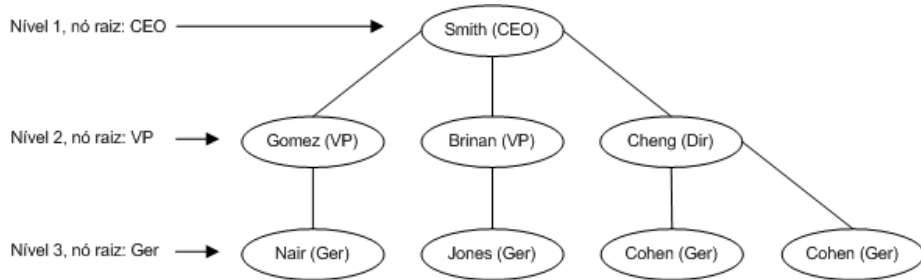 Nível 1, nó raiz: CEO
Smith (CEO)
Nível 2, nó raiz: VP
Gomez (VP)
Brinan (VP)
Cheng (Dir)
Nível 3, nó raiz: Ger
Nair (Ger)
Jones (Ger)
Cohen (Ger)
Cohen (Ger)